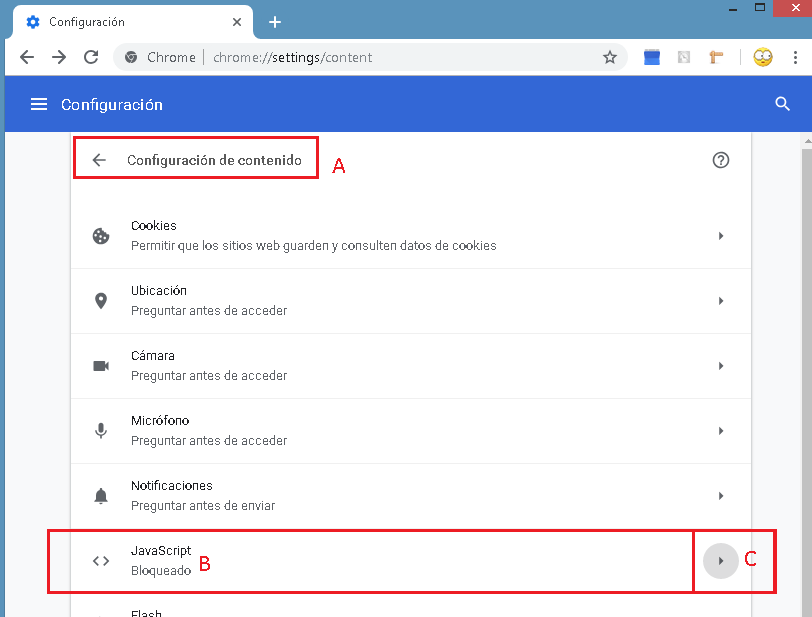 Configuración
Chrome
chrome://settings/content
Configuración
Configuración de contenido
A
Cookies
Permitir que los sitios web guarden y consulten datos de cookies
Ubicación
Preguntar antes de acceder
Cámara
Preguntar antes de acceder
Micrófono
Preguntar antes de acceder
Notificaciones
Preguntar antes de enviar
JavaScript
Bloqueado
B
C
Flash